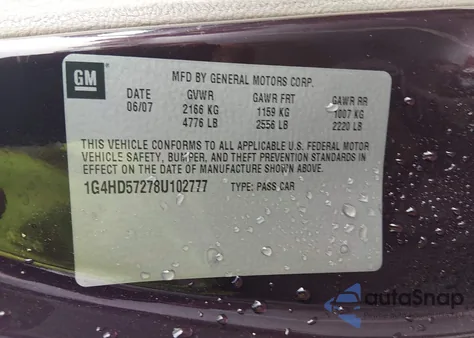 GM
MFD BY GENERAL MOTORS CORP.
DATE GVWR GAWR FRT GAWR RR
06/07 2166 KG 1159 KG 1007 KG
4776 LB 2556 LB 2220 LB
THIS VEHICLE CONFORMS TO ALL APPLICABLE U.S. FEDERAL MOTOR
VEHICLE SAFETY, BUMPER, AND THEFT PREVENTION STANDARDS IN
EFFECT ON THE DATE OF MANUFACTURE SHOWN ABOVE.
1G4HD57278U102777 TYPE: PASS CAR
autoSnap